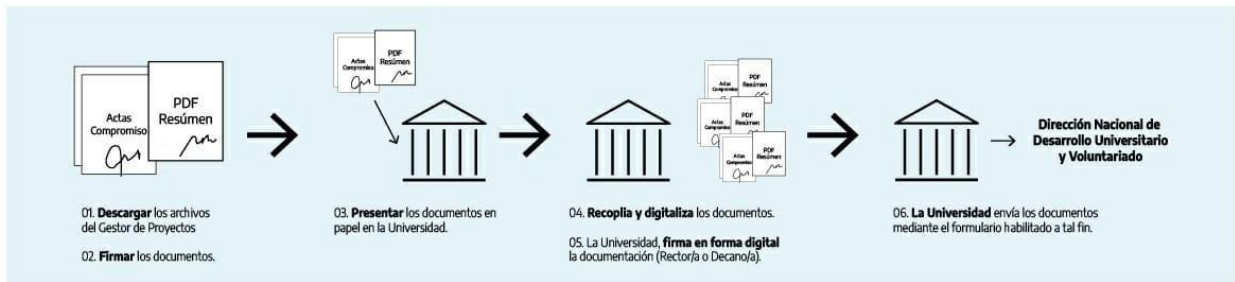 Actas
Compromiso
PDF
Resúmen
Actas
Compromiso
PDF
Resúmen
Actas
Compromiso
PDF
Resúmen
Actas
Compromiso
PDF
Resúmen
Actas
Compromiso
PDF
Resúmen
Dirección Nacional de
Desarrollo Universitario
y Voluntariado
01. Descargar los archivos
del Gestor de Proyectos
02. Firmar los documentos.
03. Presentar los documentos en
papel en la Universidad.
04. Recoplia y digitaliza los documentos.
05. La Universidad, firma en forma digital
la documentación (Rector/a o Decano/a).
06. La Universidad envía los documentos
mediante el formulario habilitado a tal fin.